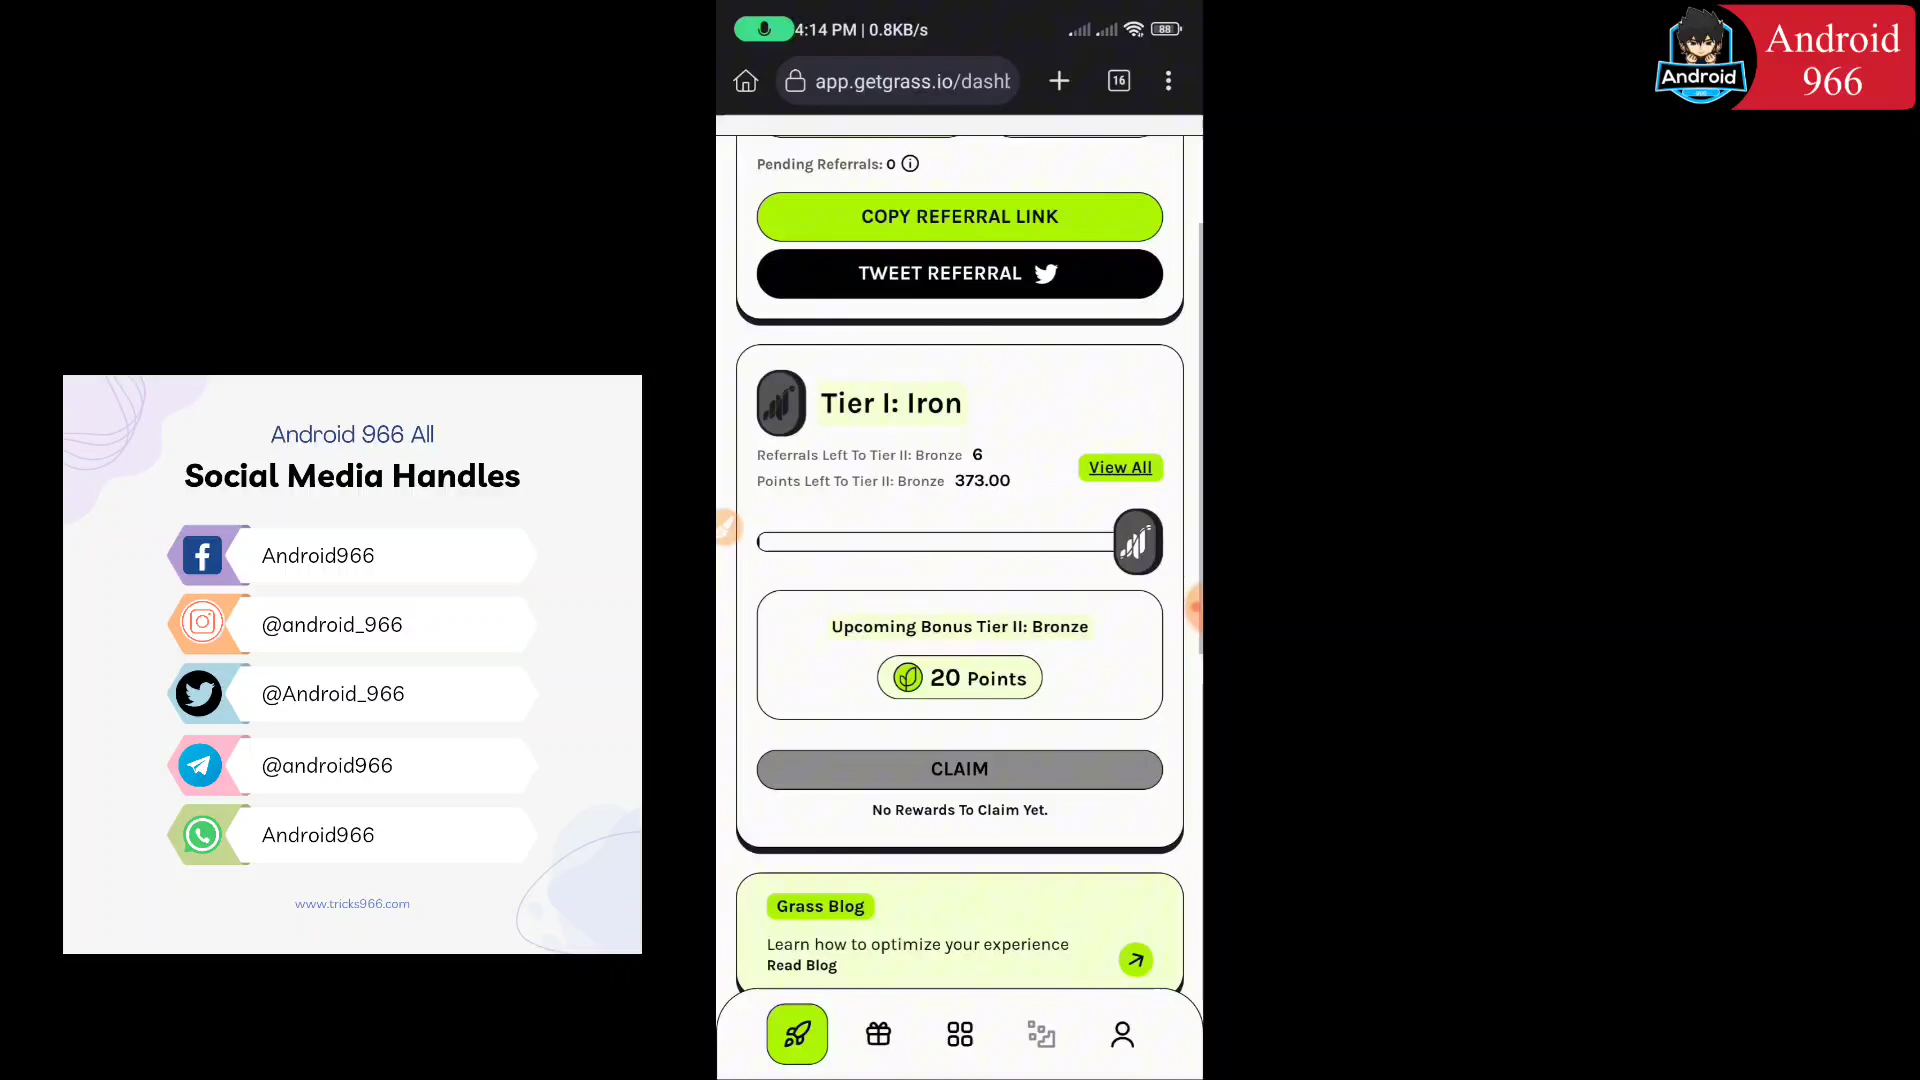 4:14 PM | 0.8KB/s
88
app.getgrass.io/dasht
16
Pending Referrals: 0
COPY REFERRAL LINK
TWEET REFERRAL
Tier I: Iron
Referrals Left To Tier II: Bronze 6
Points Left To Tier II: Bronze 373.00
View All
Upcoming Bonus Tier II: Bronze
20 Points
CLAIM
No Rewards To Claim Yet.
Grass Blog
Learn how to optimize your experience
Read Blog
Android 966 All
Social Media Handles
Android966
@android_966
@Android_966
@android966
Android966
www.tricks966.com
Android
966
Android
966